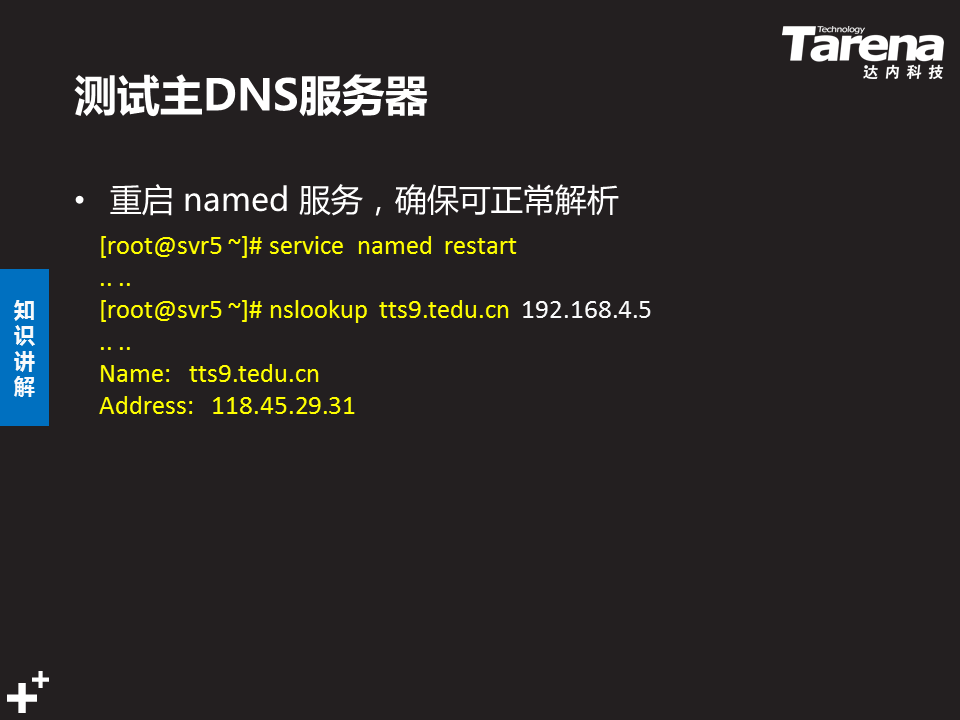 Technology
Tarena
达内科技
测试主DNS服务器
• 重启 named 服务，确保可正常解析
[root@svr5 ~]# service named restart
.. ..
[root@svr5 ~]# nslookup tts9.tedu.cn 192.168.4.5
.. ..
Name: tts9.tedu.cn
Address: 118.45.29.31
知识讲解